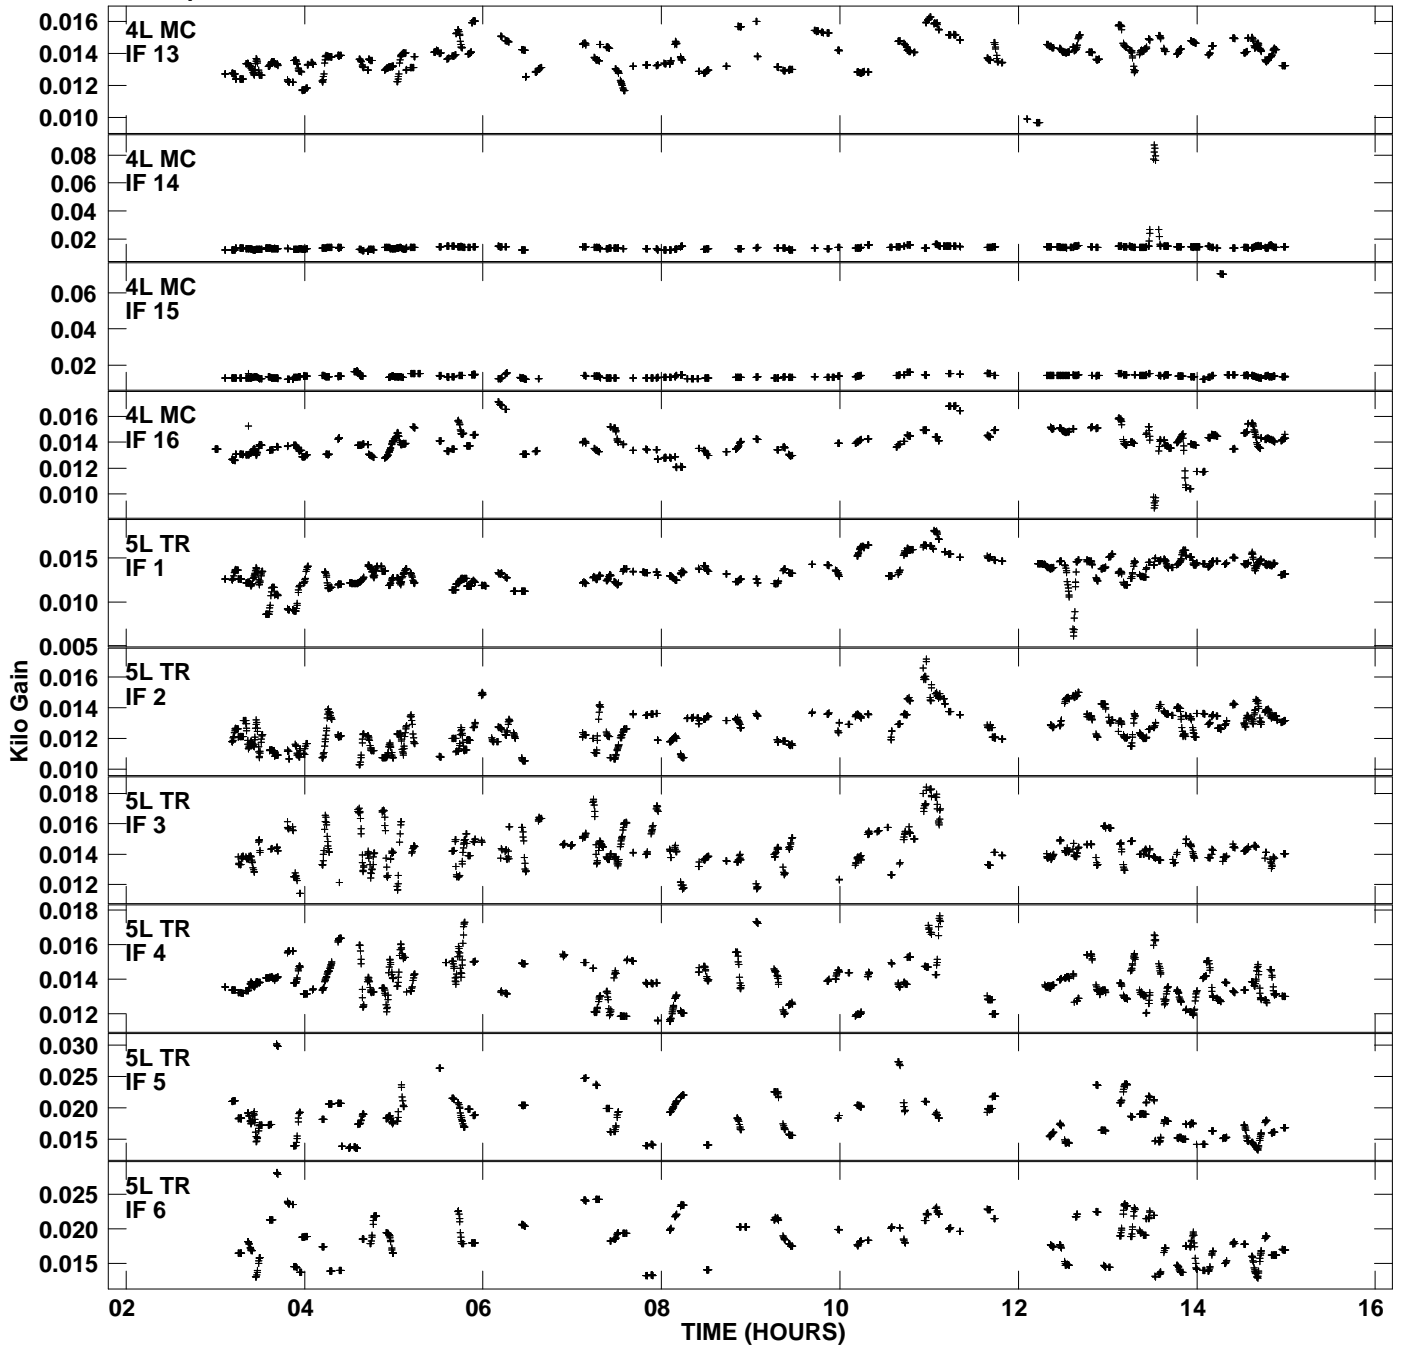 0.016
0.014
0.012
0.010
4L MC
IF 13
0.08
0.06
0.04
0.02
4L MC
IF 14
0.06
0.04
0.02
4L MC
IF 15
0.016
0.014
0.012
0.010
4L MC
IF 16
0.015
0.010
0.005
5L TR
IF 1
0.016
0.014
0.012
0.010
5L TR
IF 2
0.018
0.016
0.014
0.012
5L TR
IF 3
0.018
0.016
0.014
0.012
5L TR
IF 4
0.030
0.025
0.020
0.015
5L TR
IF 5
0.025
0.020
0.015
5L TR
IF 6
Kilo Gain
02 04 06 08 10 12 14 16
TIME (HOURS)